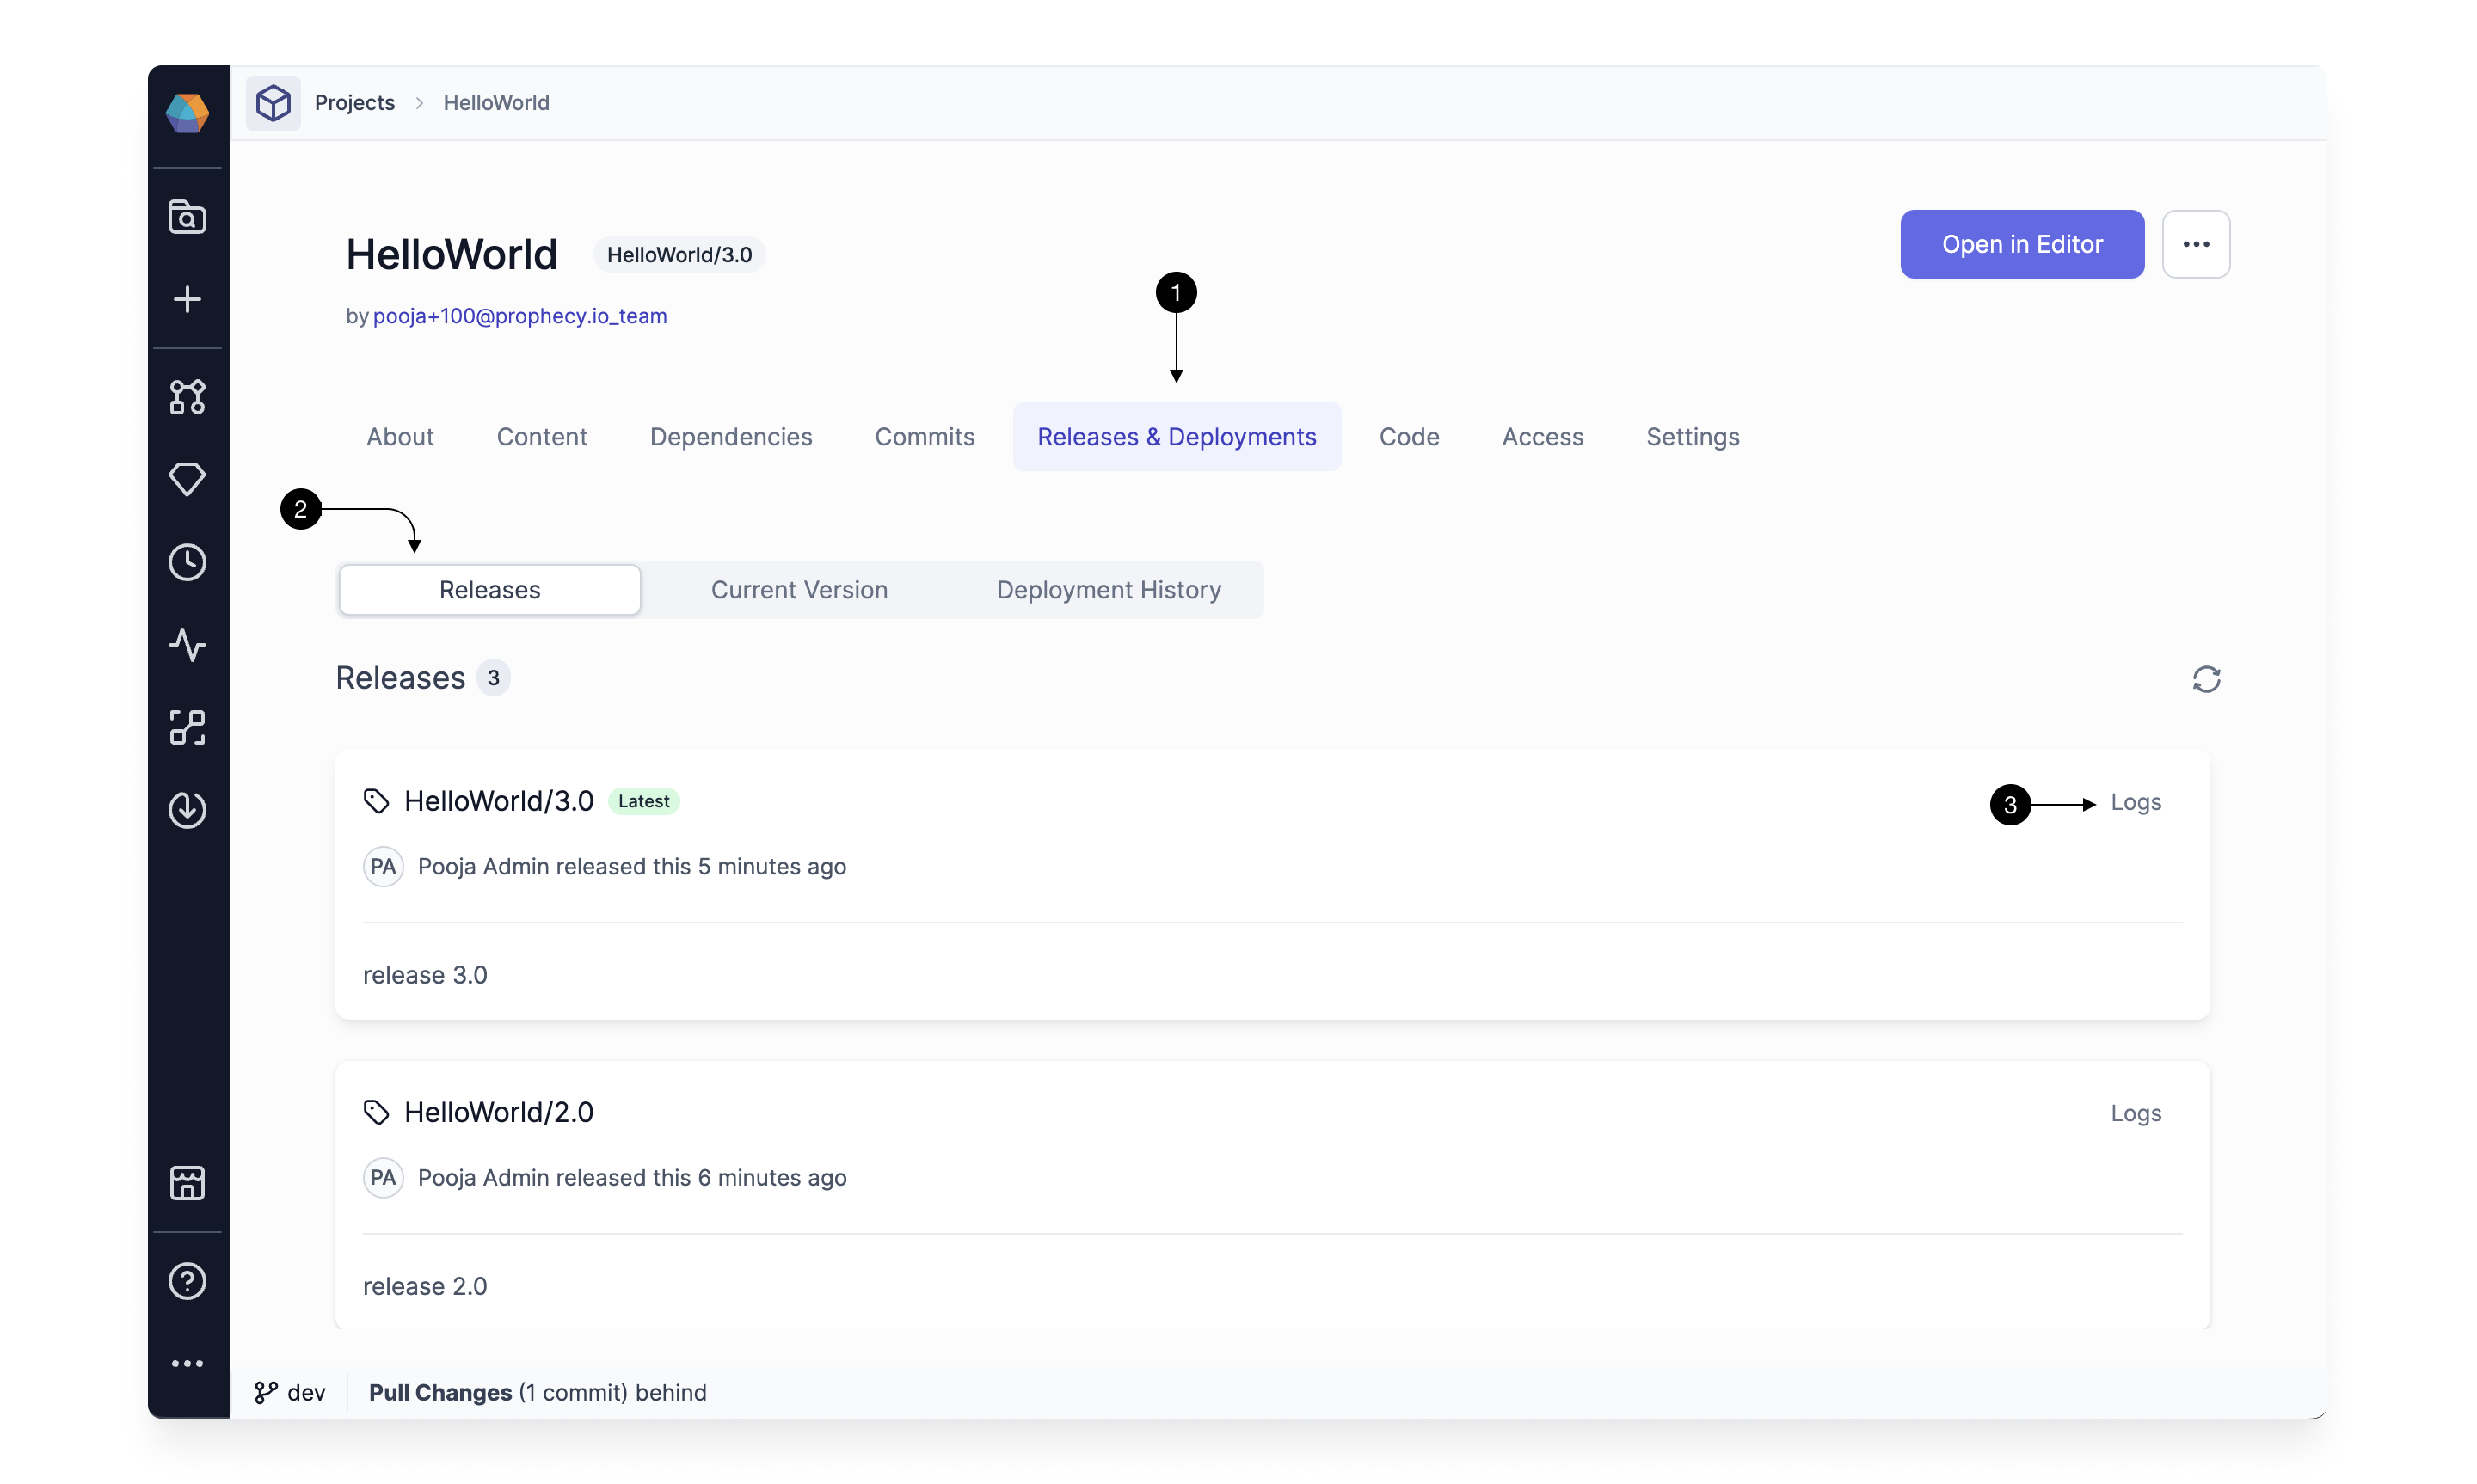 Projects > HelloWorld
HelloWorld HelloWorld/3.0
Open in Editor
by pooja+100@prophecy.io_team
1
About Content Dependencies Commits Releases & Deployments Code Access Settings
2
Releases Current Version Deployment History
Releases 3
HelloWorld/3.0 Latest
3 Logs
PA Pooja Admin released this 5 minutes ago
release 3.0
HelloWorld/2.0
Logs
PA Pooja Admin released this 6 minutes ago
release 2.0
dev Pull Changes (1 commit) behind